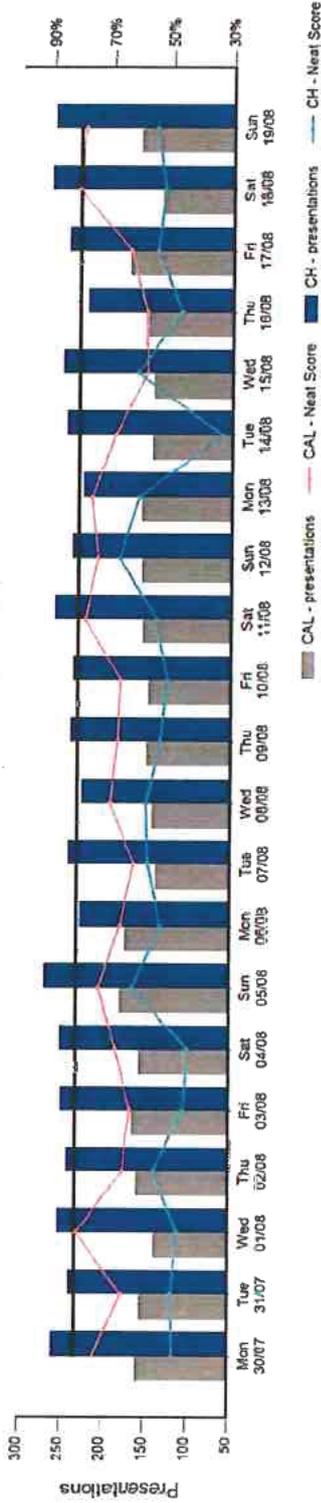 Presentations
300
250
200
150
100
50
90%
70%
50%
30%
Mon 30/07
Tue 31/07
Wed 01/08
Thu 02/08
Fri 03/08
Sat 04/08
Sun 05/08
Mon 06/08
Tue 07/08
Wed 08/08
Thu 09/08
Fri 10/08
Sat 11/08
Sun 12/08
Mon 13/08
Tue 14/08
Wed 15/08
Thu 16/08
Fri 17/08
Sat 18/08
Sun 19/08
CAL - presentations
CAL - Neat Score
CH - presentations
CH - Neat Score